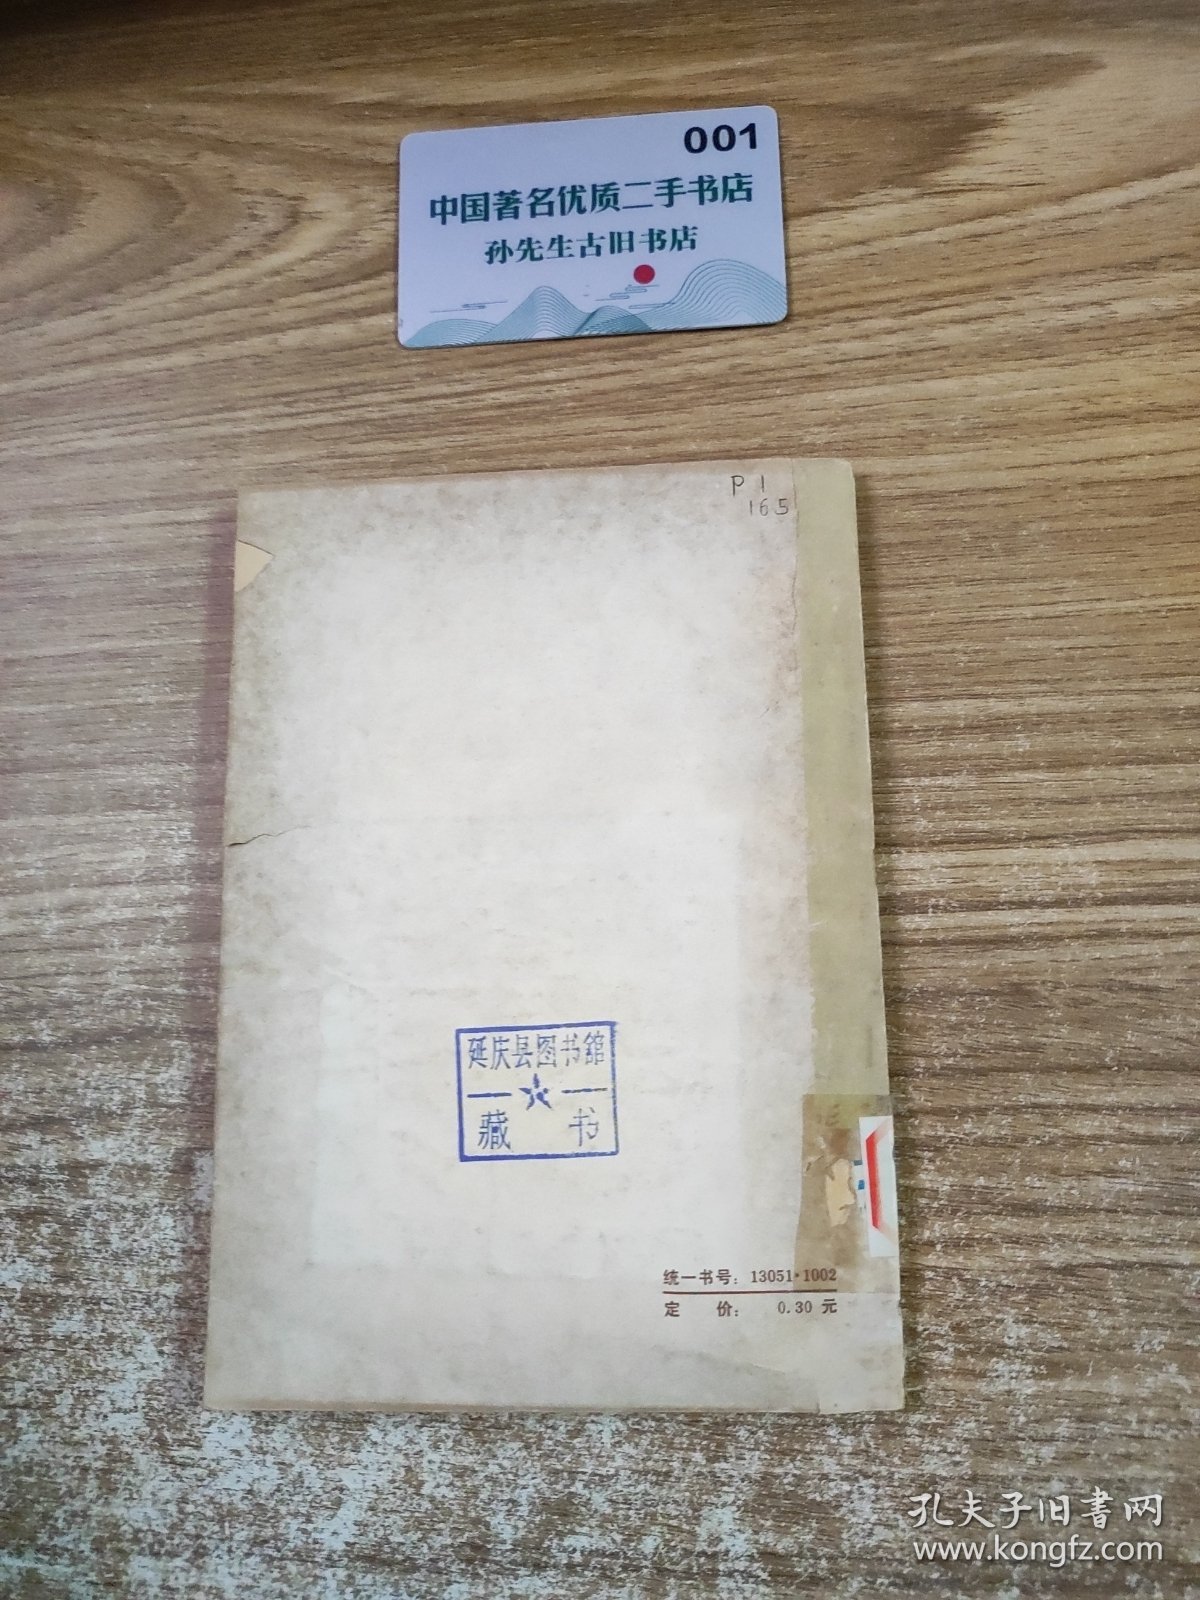 001
中国著名优质二手书店
孙先生古旧书店
P1
165
延庆县图书館
藏 书
统一书号：13051·1002
定 价： 0.30 元
孔夫子旧書网
www.kongfz.com